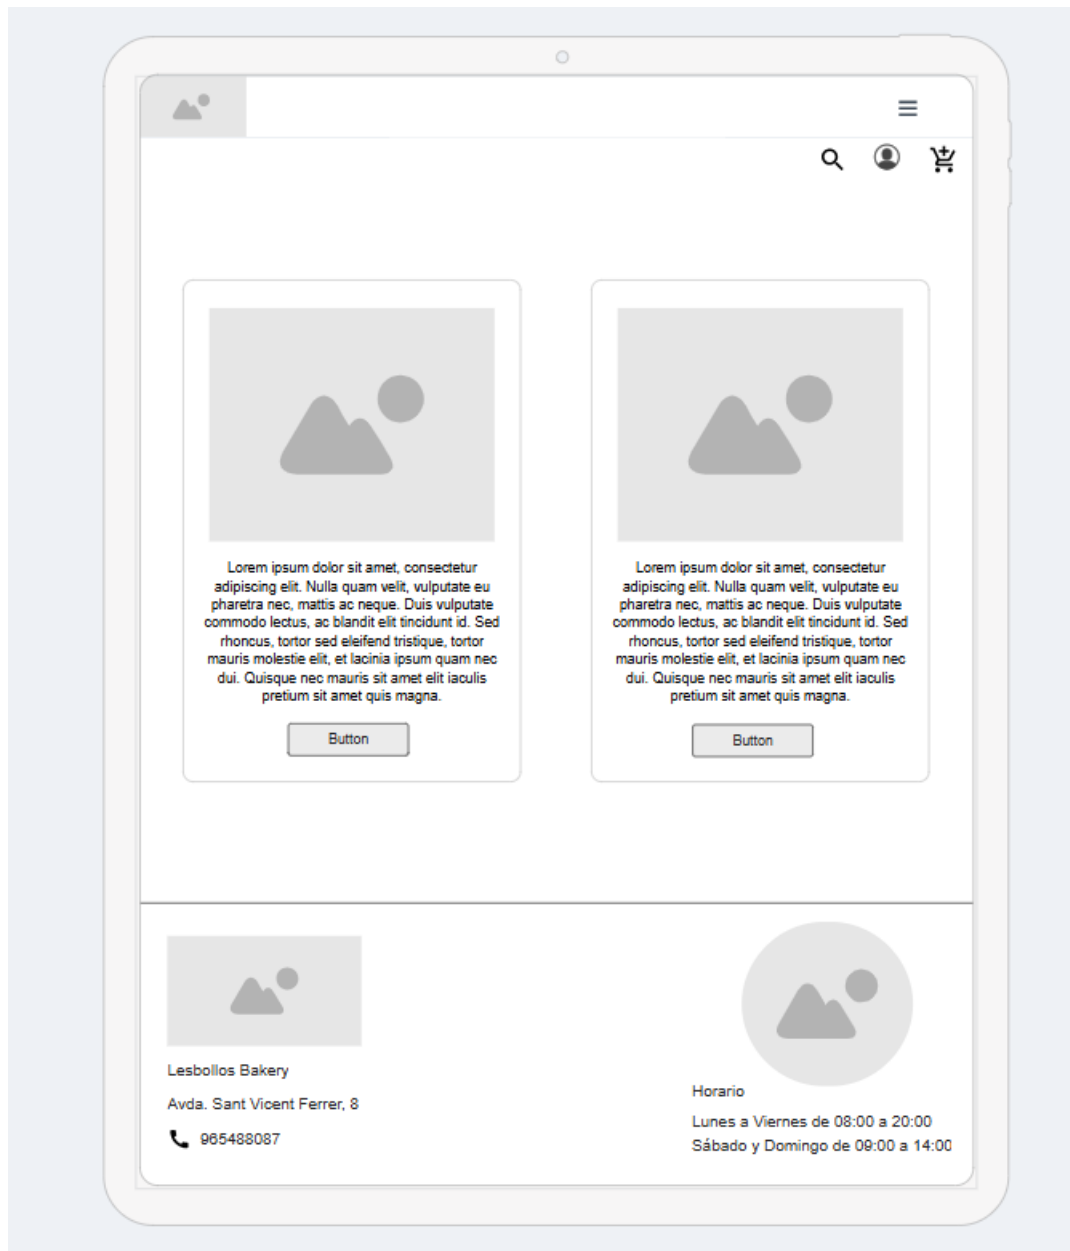 Lorem ipsum dolor sit amet, consectetur
adipiscing elit. Nulla quam velit, vulputate eu
pharetra nec, mattis ac neque. Duis vulputate
commodo lectus, ac blandit elit tincidunt id. Sed
rhoncus, tortor sed eleifend tristique, tortor
mauris molestie elit, et lacinia ipsum quam nec
dui. Quisque nec mauris sit amet elit iaculis
pretium sit amet quis magna.
Button
Lorem ipsum dolor sit amet, consectetur
adipiscing elit. Nulla quam velit, vulputate eu
pharetra nec, mattis ac neque. Duis vulputate
commodo lectus, ac blandit elit tincidunt id. Sed
rhoncus, tortor sed eleifend tristique, tortor
mauris molestie elit, et lacinia ipsum quam nec
dui. Quisque nec mauris sit amet elit iaculis
pretium sit amet quis magna.
Button
Lesbollos Bakery
Avda. Sant Vicent Ferrer, 8
965488087
Horario
Lunes a Viernes de 08:00 a 20:00
Sábado y Domingo de 09:00 a 14:00